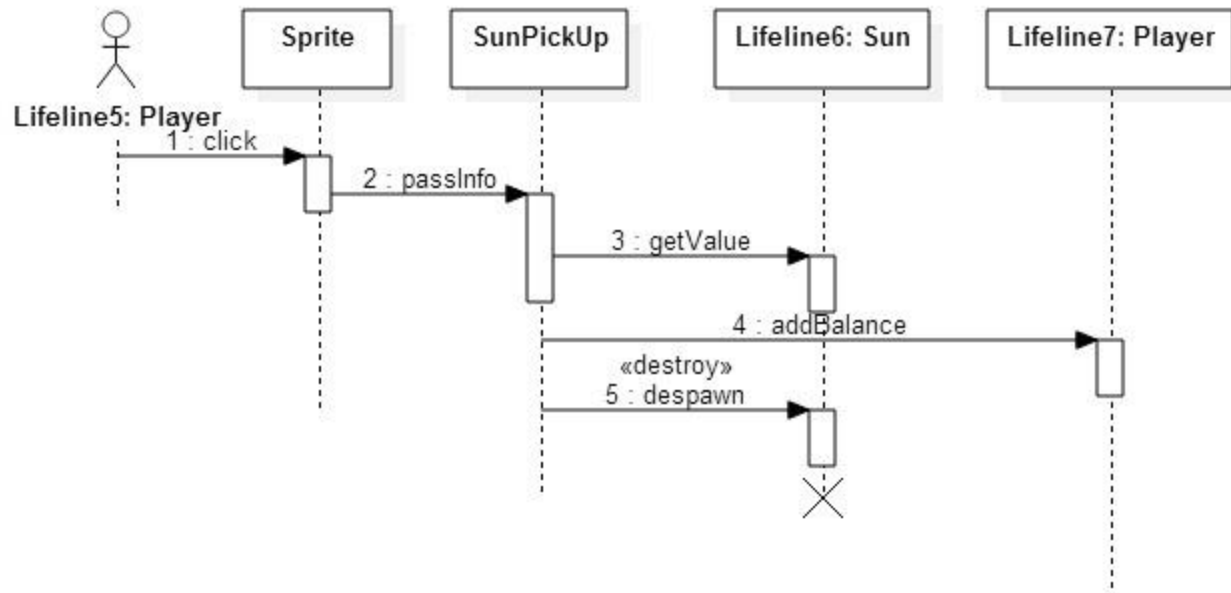 Sprite
SunPickUp
Lifeline6: Sun
Lifeline7: Player
Lifeline5: Player
1 : click
2 : passInfo
3 : getValue
4 : addBalance
«destroy»
5 : despawn